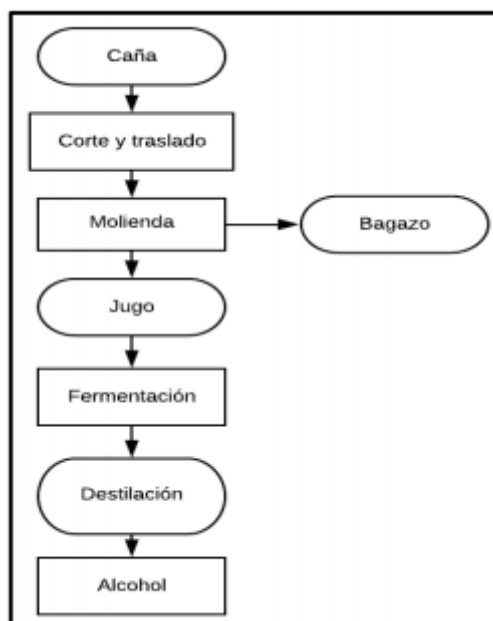 Caña
Corte y traslado
Molienda
Bagazo
Jugo
Fermentación
Destilación
Alcohol